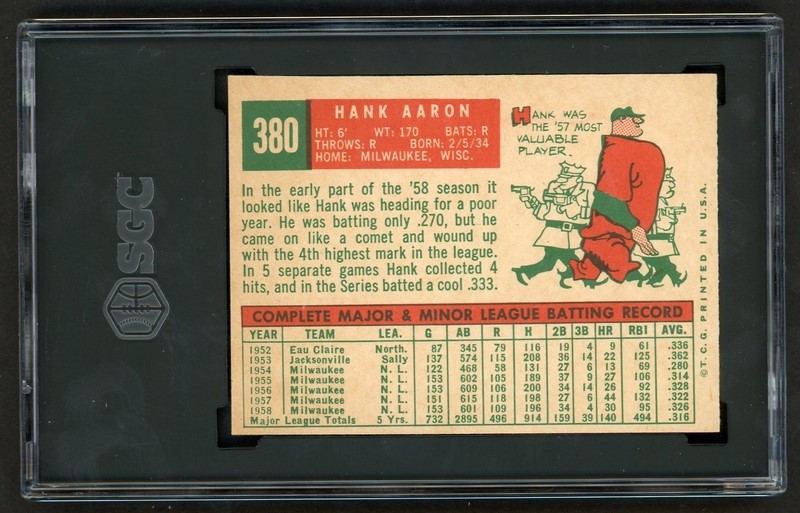 380
HANK AARON
HT: 6' WT: 170 BATS: R
THROWS: R BORN: 2/5/34
HOME: MILWAUKEE, WISC.
HANK WAS
THE '57 MOST
VALUABLE
PLAYER.
In the early part of the '58 season it
looked like Hank was heading for a poor
year. He was batting only .270, but he
came on like a comet and wound up
with the 4th highest mark in the league.
In 5 separate games Hank collected 4
hits, and in the Series batted a cool .333.
COMPLETE MAJOR & MINOR LEAGUE BATTING RECORD
YEAR TEAM LEA. G AB R H 2B 3B HR RBI AVG.
1952 Eau Claire North. 87 345 79 116 19 4 9 61 .336
1953 Jacksonville Sally 137 574 115 208 36 14 22 125 .362
1954 Milwaukee N. L. 122 468 58 131 27 6 13 69 .280
1955 Milwaukee N. L. 153 602 105 189 37 9 27 106 .314
1956 Milwaukee N. L. 153 609 106 200 34 14 26 92 .328
1957 Milwaukee N. L. 151 615 118 198 27 6 44 132 .322
1958 Milwaukee N. L. 153 601 109 196 34 4 30 95 .326
Major League Totals 5 Yrs. 732 2895 496 914 159 39 140 494 .316
© T. C. G. PRINTED IN U.S.A.
SGC